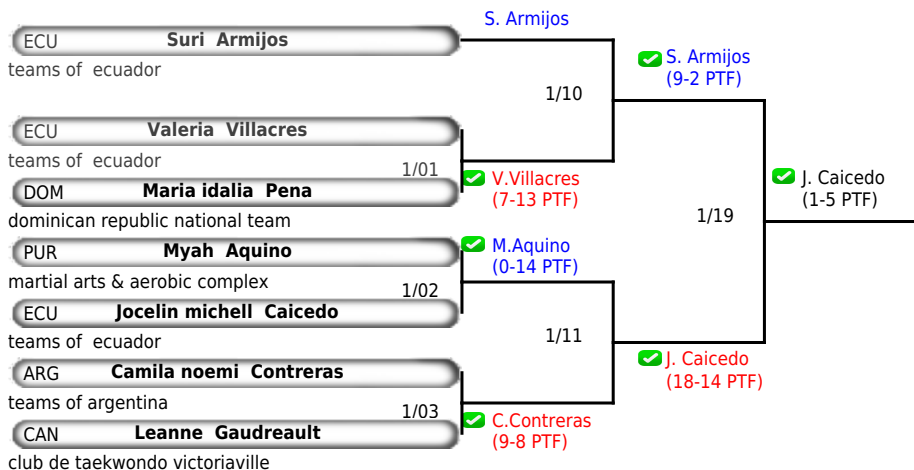 S. Armijos
ECU Suri Armijos
teams of ecuador
S. Armijos
(9-2 PTF)
1/10
ECU Valeria Villacres
teams of ecuador
1/01
DOM Maria idalia Pena
V.Villacres
(7-13 PTF)
J. Caicedo
(1-5 PTF)
dominican republic national team
1/19
PUR Myah Aquino
M.Aquino
(0-14 PTF)
martial arts & aerobic complex
1/02
ECU Jocelin michell Caicedo
teams of ecuador
1/11
ARG Camila noemi Contreras
J. Caicedo
(18-14 PTF)
teams of argentina
1/03
CAN Leanne Gaudreault
C.Contreras
(9-8 PTF)
club de taekwondo victoriaville